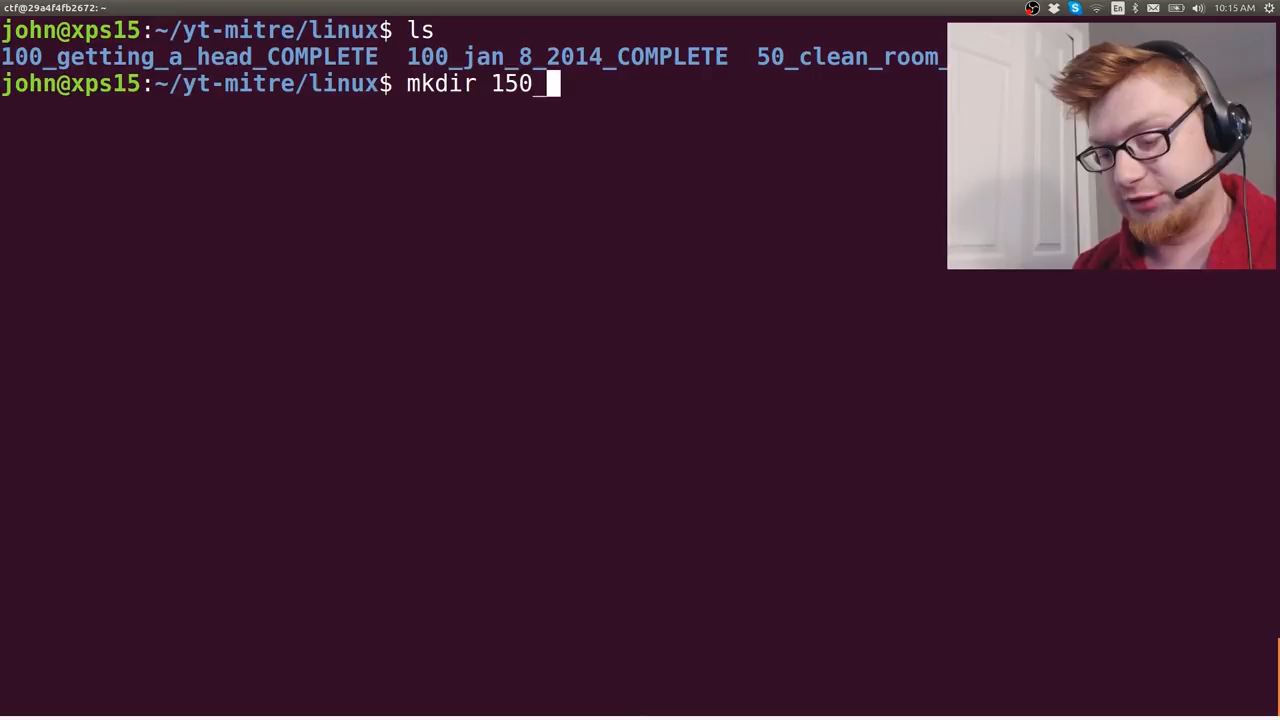 ctf@29a4f4fb2672: ~
En
10:15 AM
john@xps15:~/yt-mitre/linux$ ls
100_getting_a_head_COMPLETE 100_jan_8_2014_COMPLETE 50_clean_room_
john@xps15:~/yt-mitre/linux$ mkdir 150_